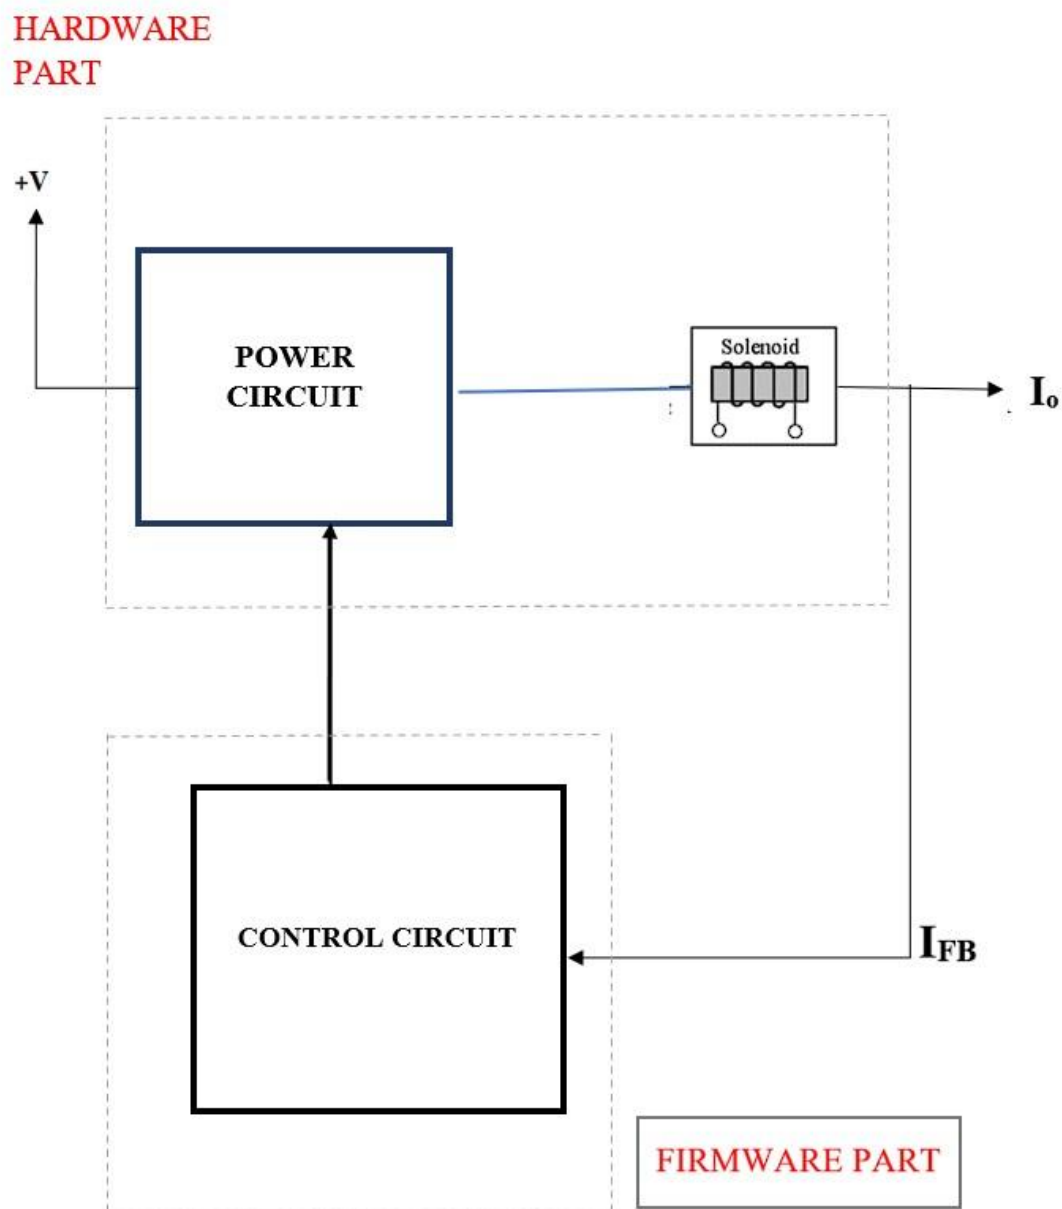 HARDWARE
PART
+V
POWER
CIRCUIT
Solenoid
Io
CONTROL CIRCUIT
IFB
FIRMWARE PART